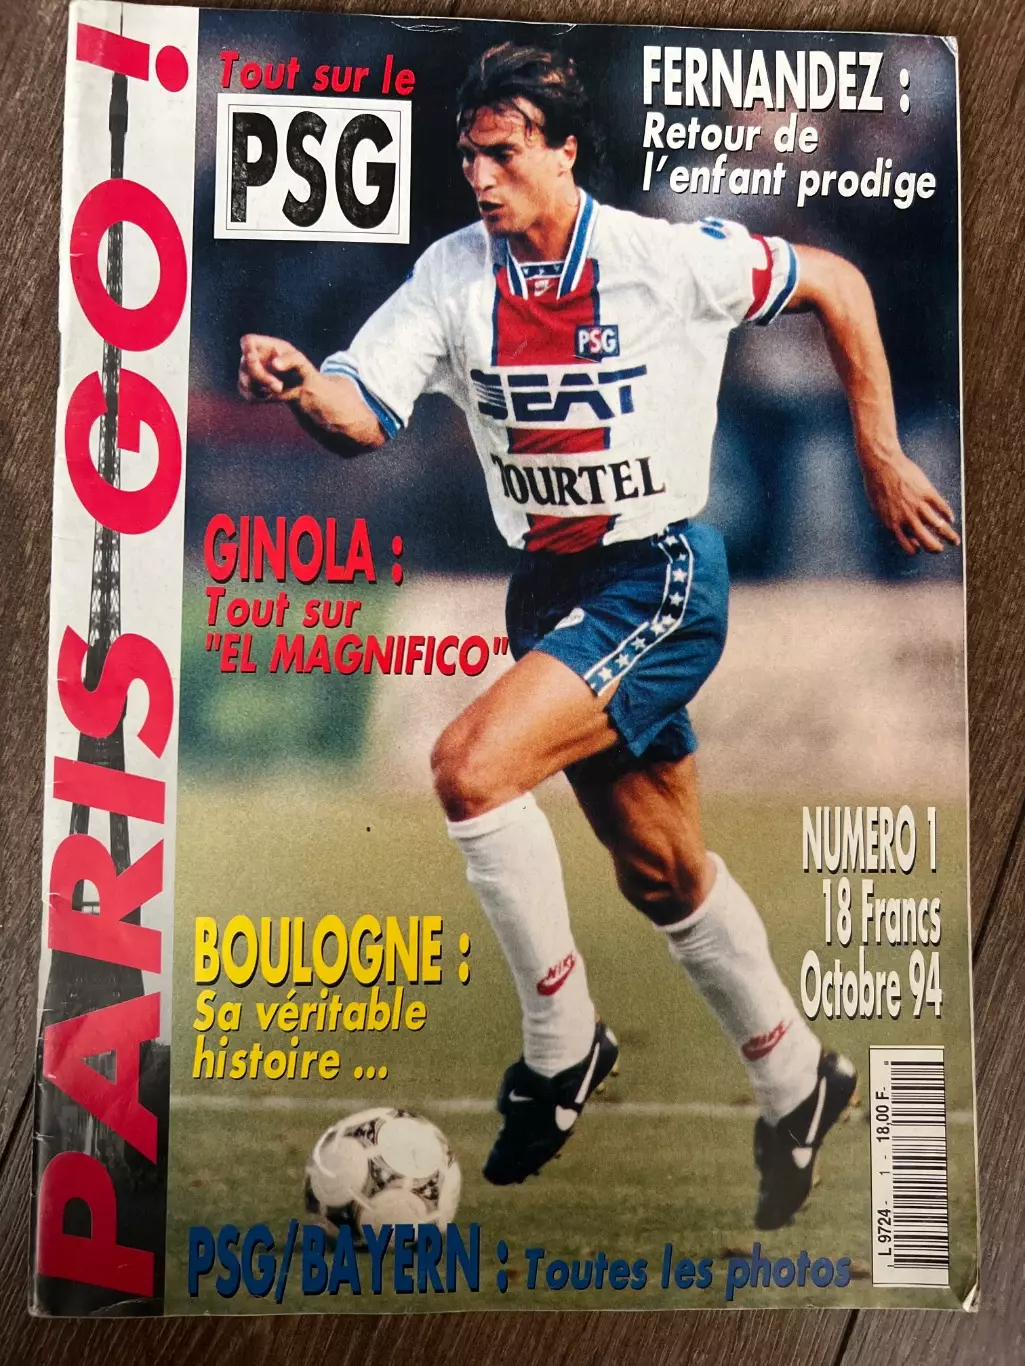 PARIS GO !
Tout sur le
PSG
FERNANDEZ :
Retour de
l'enfant prodige
PSG
SEAT
TOURTEL
GINOLA :
Tout sur
"EL MAGNIFICO"
NUMERO 1
18 Francs
Octobre 94
BOULOGNE :
Sa véritable
histoire ...
NIKE
NIKE
L 9724 - 1 - 18,00 F-
PSG/BAYERN : Toutes les photos